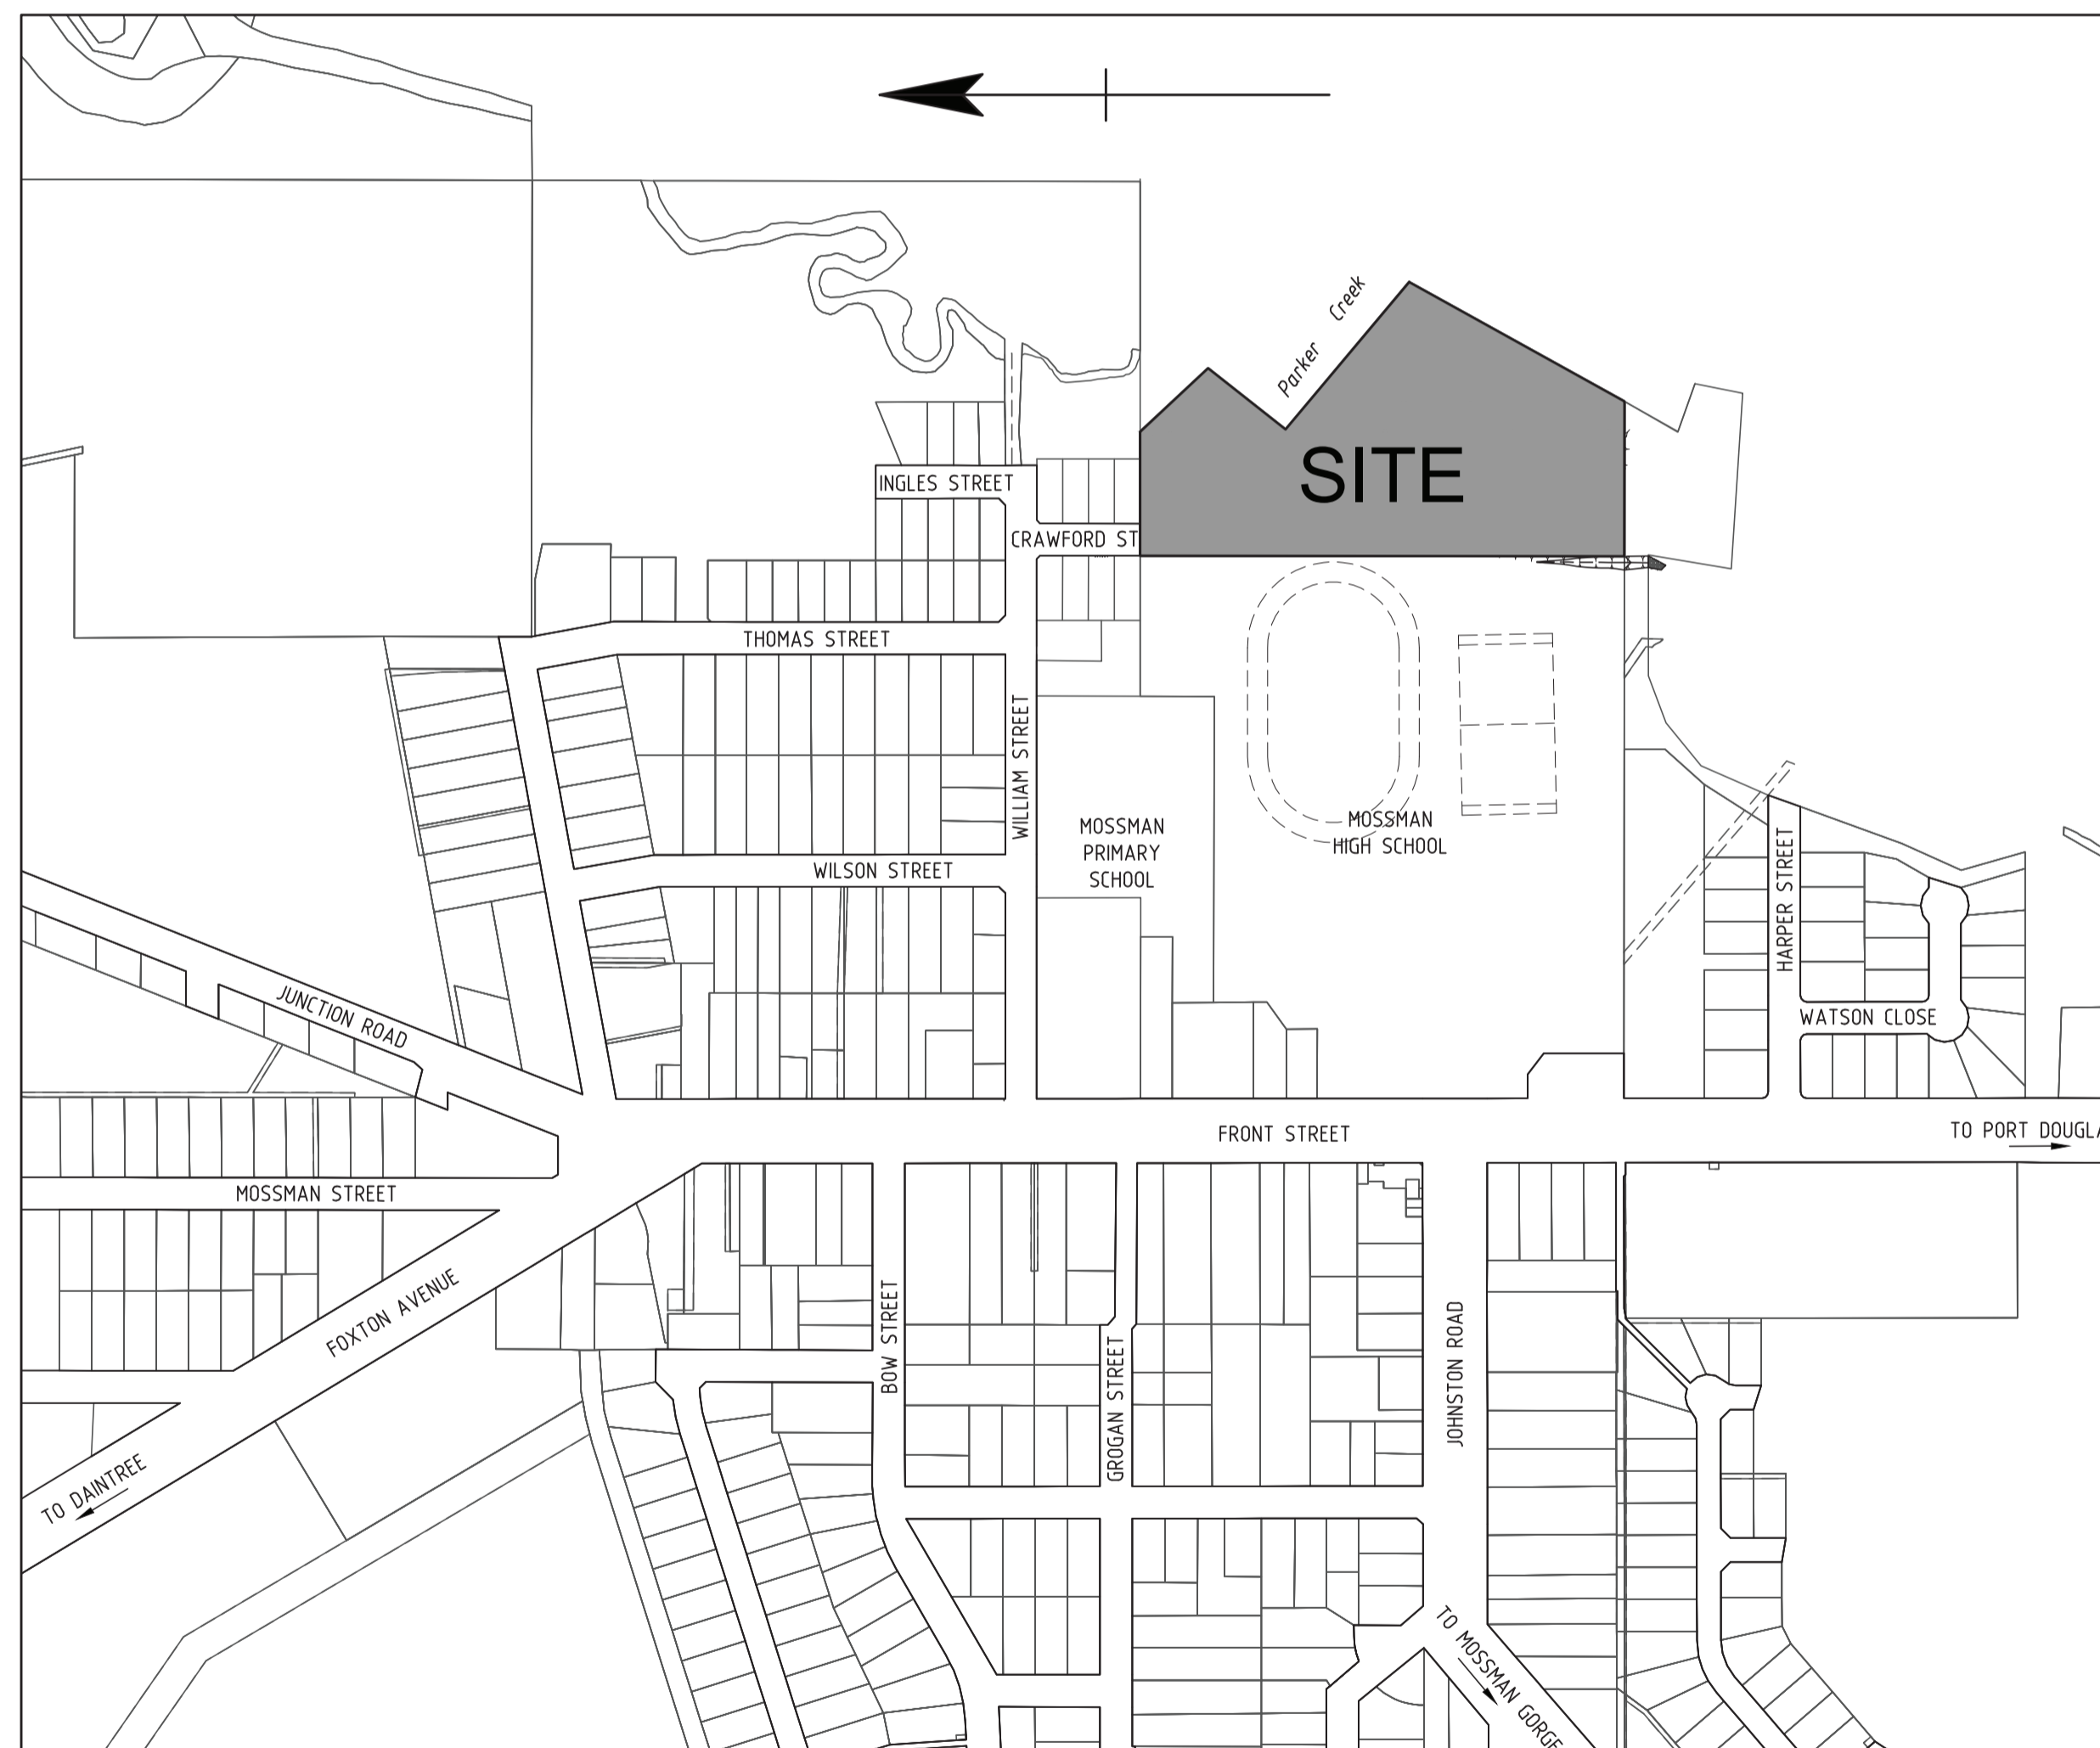 Parker Creek
SITE
INGLES STREET
CRAWFORD ST
THOMAS STREET
WILLIAM STREET
MOSSMAN
PRIMARY
SCHOOL
MOSSMAN
HIGH SCHOOL
WILSON STREET
HARPER STREET
JUNCTION ROAD
WATSON CLOSE
FRONT STREET
TO PORT DOUGLA
MOSSMAN STREET
FOXTON AVENUE
BOW STREET
GROGAN STREET
JOHNSTON ROAD
TO DAINTREE
TO MOSSMAN GORGE